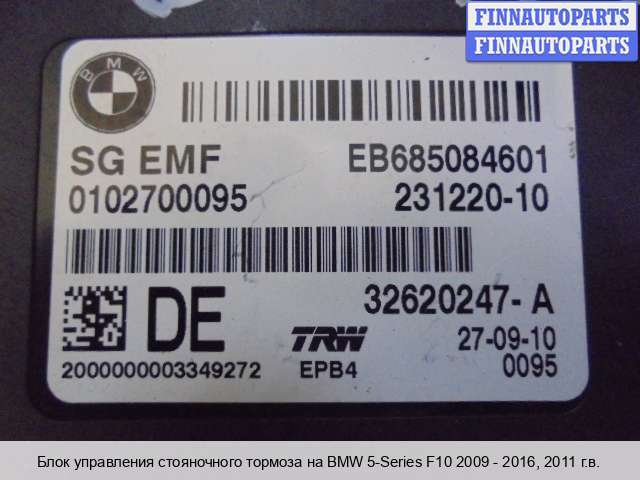 FINNAUTOPARTS
FINNAUTOPARTS
BMW
SG EMF EB685084601
0102700095 231220-10
DE 32620247-A
TRW 27-09-10
2000000003349272 EPB4 0095
Блок управления стояночного тормоза на BMW 5-Series F10 2009 - 2016, 2011 г.в.